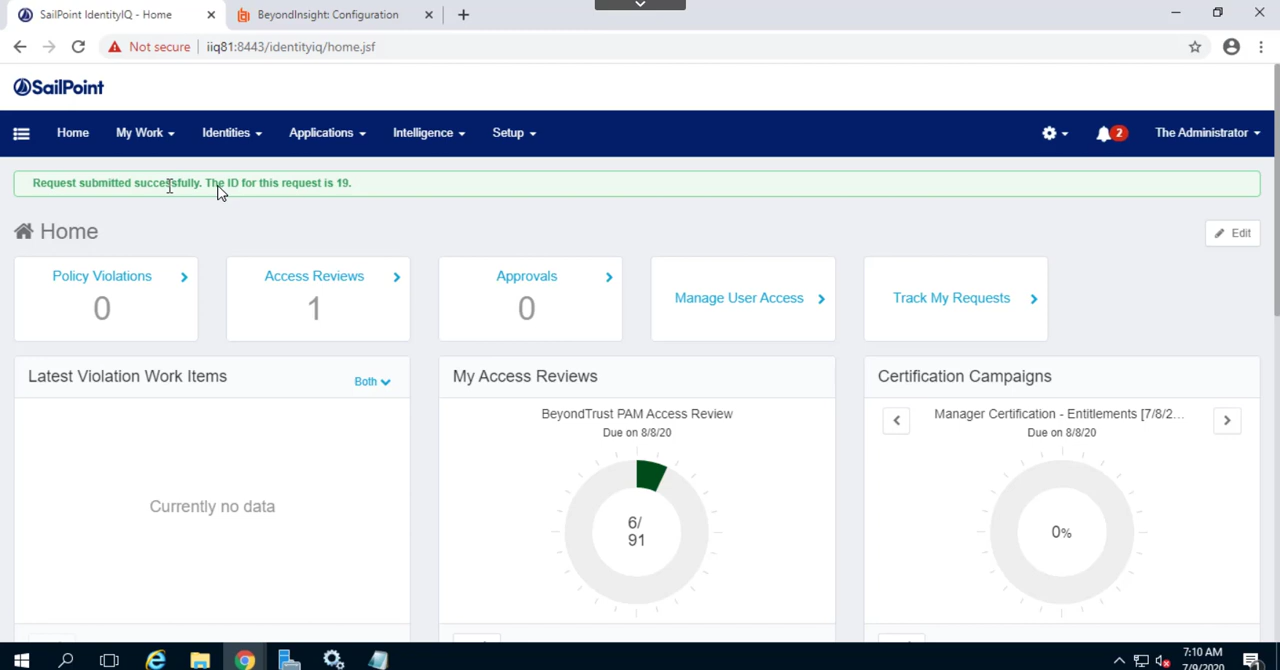 SailPoint IdentityIQ - Home
BeyondInsight: Configuration
Not secure
iiq81:8443/identityiq/home.jsf
SailPoint
Home
My Work
Identities
Applications
Intelligence
Setup
2
The Administrator
Request submitted successfully. The ID for this request is 19.
Home
Edit
Policy Violations
0
Access Reviews
1
Approvals
0
Manage User Access
Track My Requests
Latest Violation Work Items
Both
My Access Reviews
Certification Campaigns
BeyondTrust PAM Access Review
Due on 8/8/20
Manager Certification - Entitlements [7/8/2...
Due on 8/8/20
Currently no data
6/
91
0%
7:10 AM
7/9/2020
1